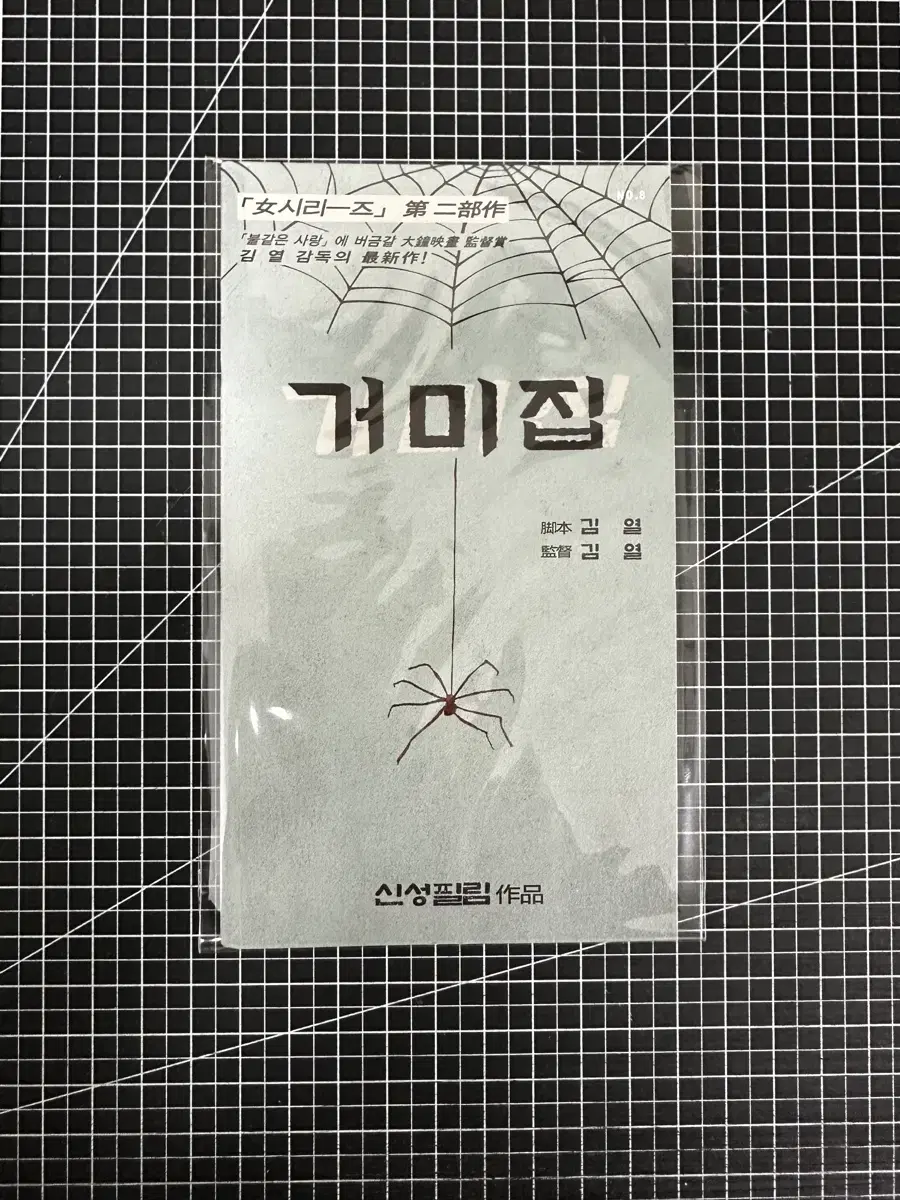 NO.8
「女시리ー즈」 第 二部作
「불같은 사랑」에 버금갈 大鐘映畫 監督賞
김 열 감독의 最新作!
거미집
脚本 김 열
監督 김 열
신성필림 作品